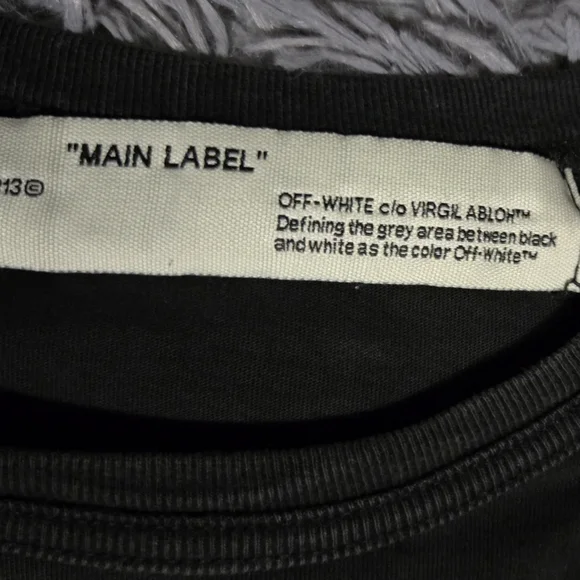 "MAIN LABEL"
13©
OFF-WHITE c/o VIRGIL ABLOH™
Defining the grey area between black
and white as the color Off-White™